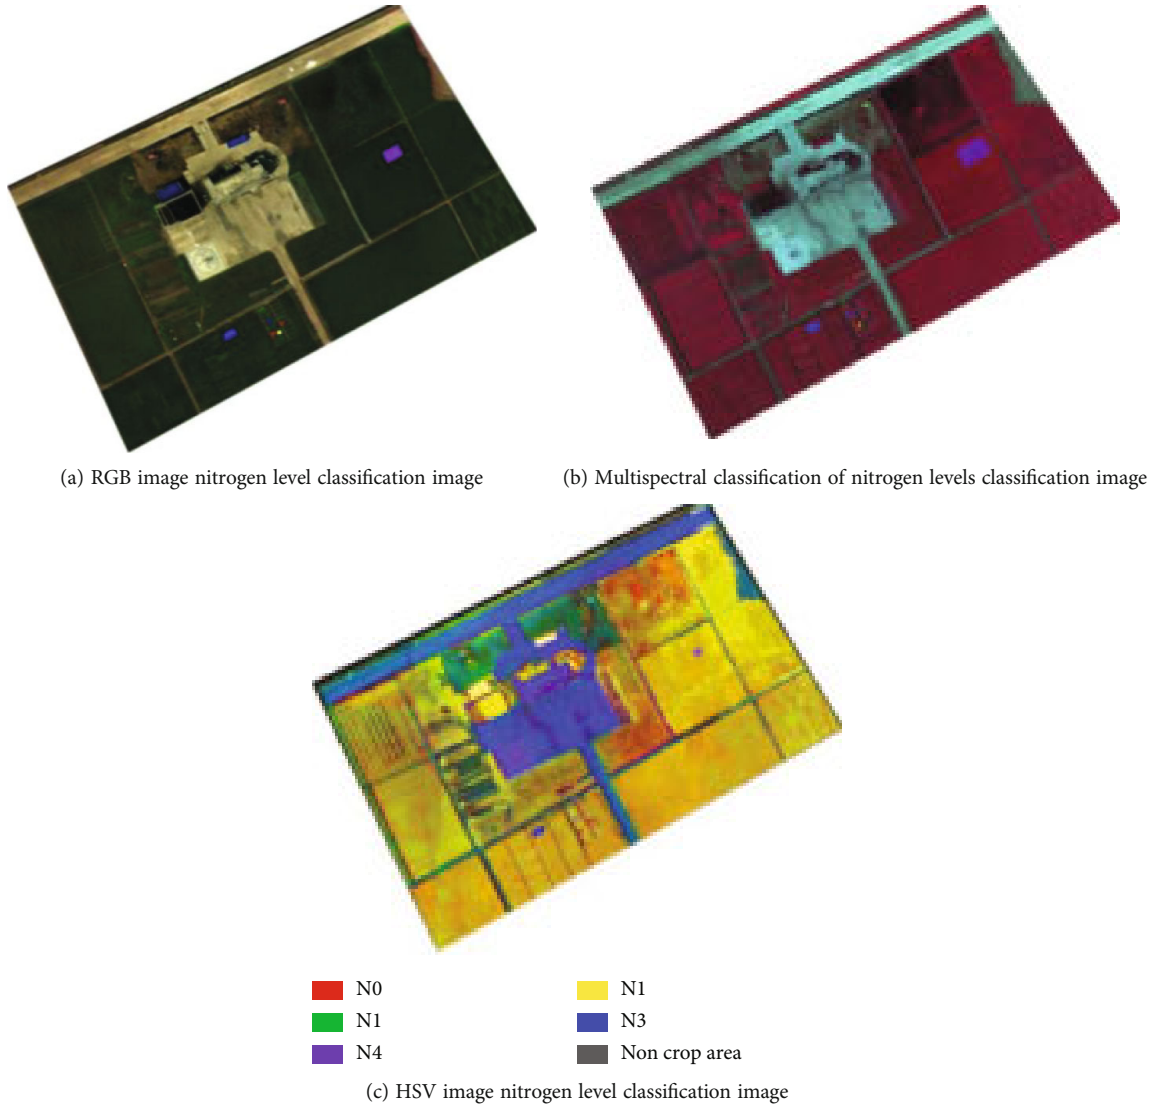 (a) RGB image nitrogen level classification image
(b) Multispectral classification of nitrogen levels classification image
N0
N1
N1
N3
N4
Non crop area
(c) HSV image nitrogen level classification image